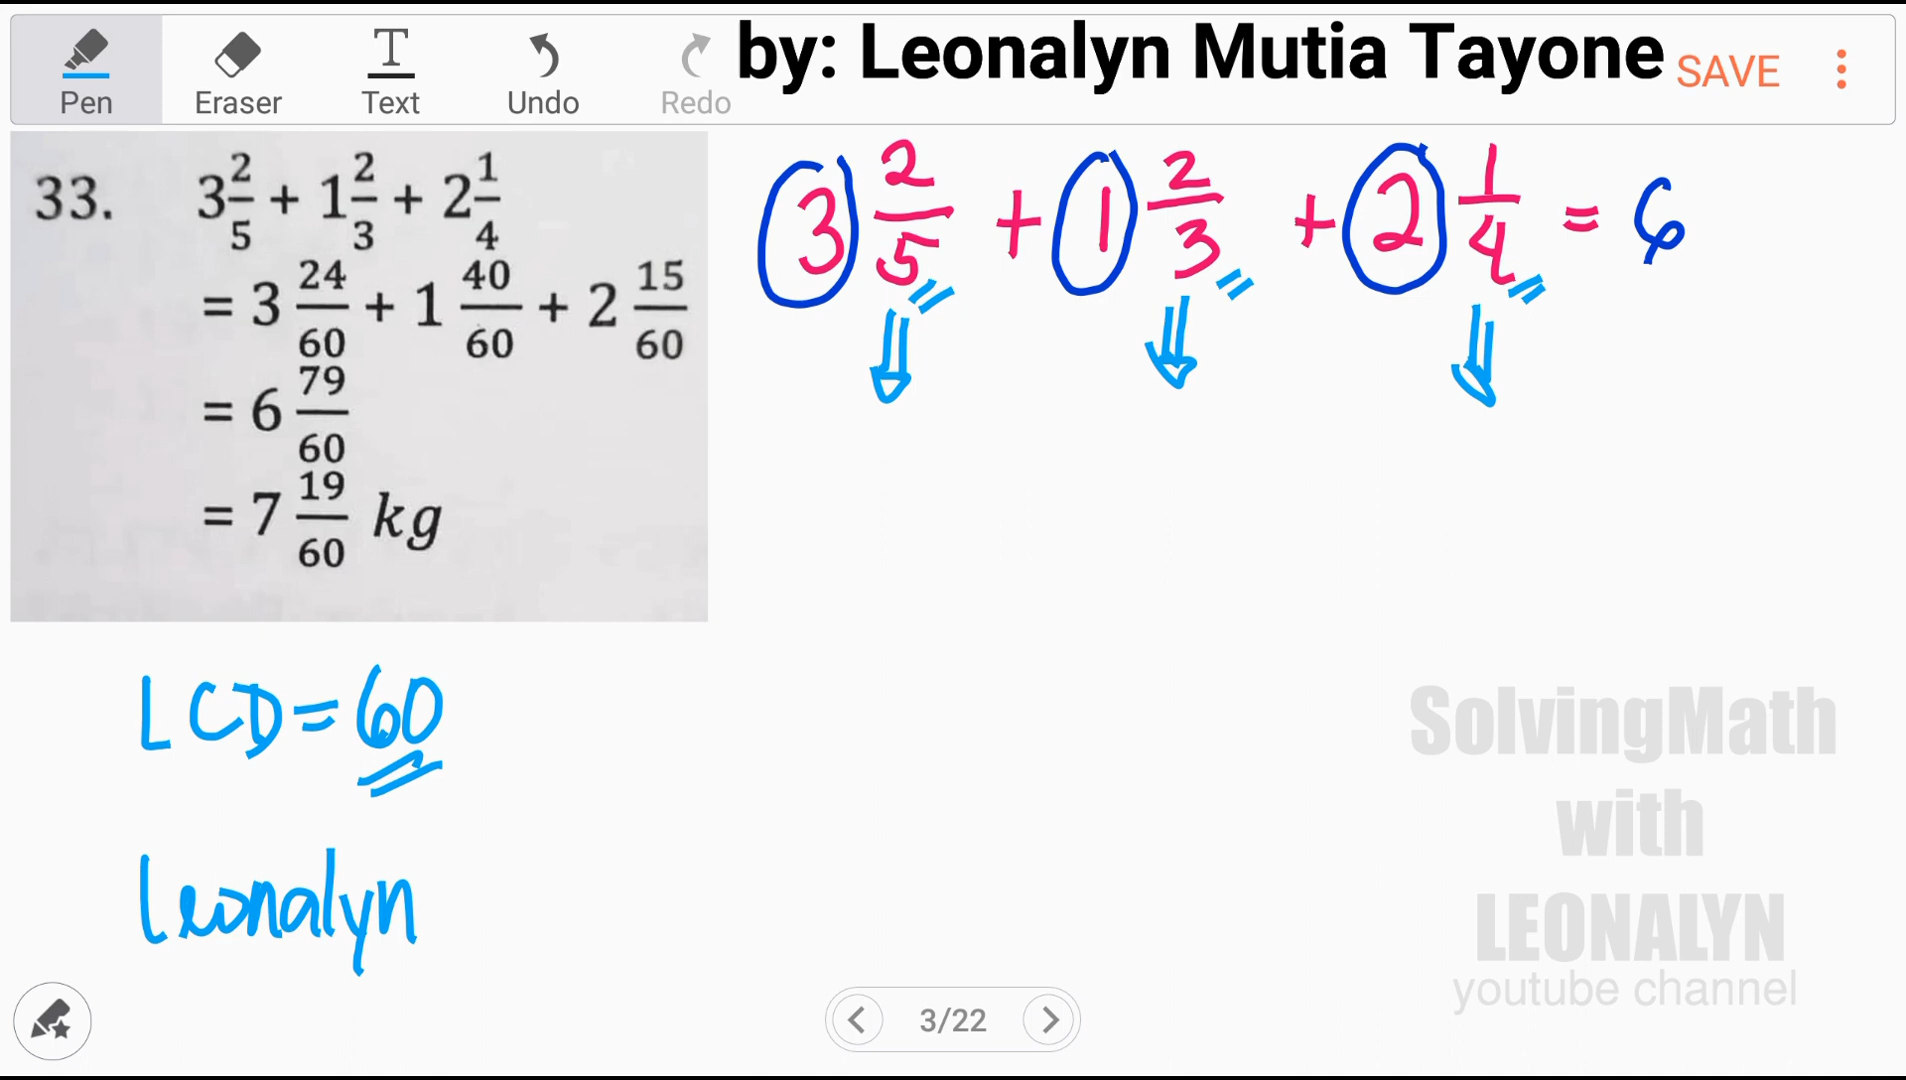 Pen Eraser Text Undo Redo by: Leonalyn Mutia Tayone SAVE
33. 3 2/5 + 1 2/3 + 2 1/4
= 3 24/60 + 1 40/60 + 2 15/60
= 6 79/60
= 7 19/60 kg
3 2/5 + 1 2/3 + 2 1/4 = 6
LCD = 60
Leonalyn
SolvingMath
with
LEONALYN
youtube channel
3/22